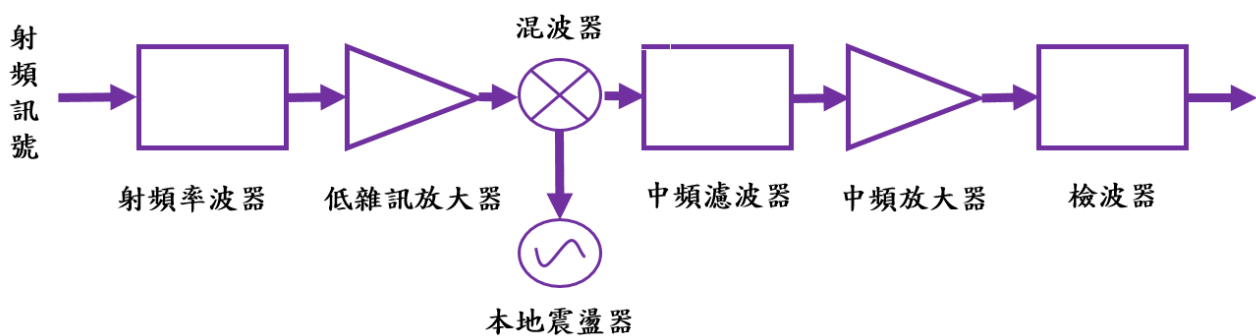 射頻訊號
混波器
射頻率波器
低雜訊放大器
中頻濾波器
中頻放大器
檢波器
本地震盪器